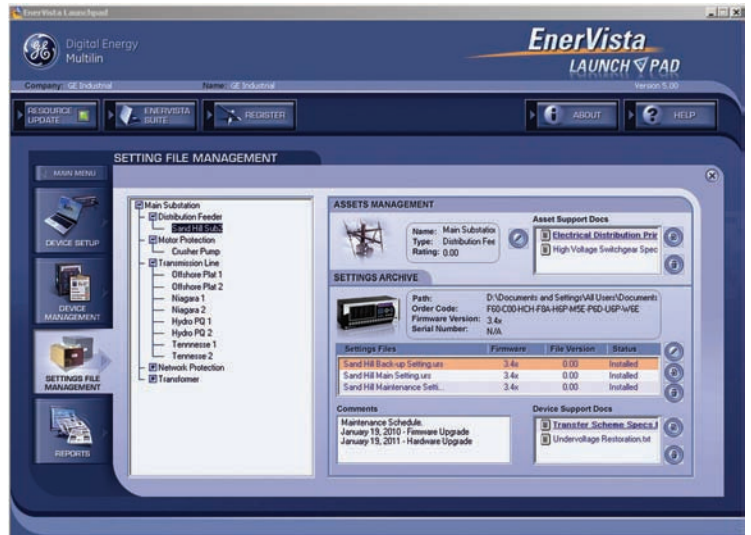 EnerVista Launchpad
GE
Digital Energy
Multilin
EnerVista
LAUNCH PAD
Company: GE Industrial
Name: GE Industrial
Version 5.00
RESOURCE UPDATE
ENERVISTA SUITE
REGISTER
ABOUT
HELP
SETTING FILE MANAGEMENT
MAIN MENU
DEVICE SETUP
DEVICE MANAGEMENT
SETTINGS FILE MANAGEMENT
REPORTS
Main Substation
Distribution Feeder
Sand Hill Sub2
Motor Protection
Crusher Pump
Transmission Line
Offshore Plat 1
Offshore Plat 2
Niagara 1
Niagara 2
Hydro PQ 1
Hydro PQ 2
Tennnesse 1
Tennesse 2
Network Protection
Transformer
ASSETS MANAGEMENT
Name: Main Substation
Type: Distribution Fee
Rating: 0.00
Asset Support Docs
Electrical Distribution Prir
High Voltage Switchgear Spec
SETTINGS ARCHIVE
Path: D:\Documents and Settings\All Users\Documents
Order Code: F60-C00-HCH-F8A-H6P-M5E-P6D-U6P-W6E
Firmware Version: 3.4x
Serial Number: N/A
Settings Files Firmware File Version Status
Sand Hill Back-up Setting.urs 3.4x 0.00 Installed
Sand Hill Main Setting.urs 3.4x 0.00 Installed
Sand Hill Maintenance Setti... 3.4x 0.00 Installed
Comments
Maintenance Schedule.
January 19, 2010 - Firmware Upgrade
January 19, 2011 - Hardware Upgrade
Device Support Docs
Transfer Scheme Specs
Undervoltage Restoration.txt